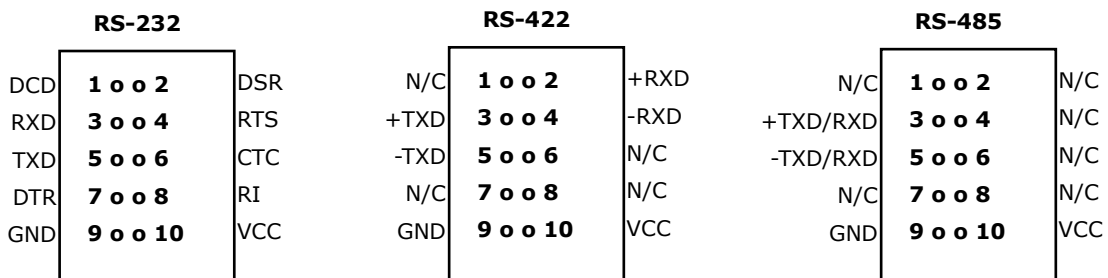 RS-232
DCD 1 o o 2 DSR
RXD 3 o o 4 RTS
TXD 5 o o 6 CTC
DTR 7 o o 8 RI
GND 9 o o 10 VCC
RS-422
N/C 1 o o 2 +RXD
+TXD 3 o o 4 -RXD
-TXD 5 o o 6 N/C
N/C 7 o o 8 N/C
GND 9 o o 10 VCC
RS-485
N/C 1 o o 2 N/C
+TXD/RXD 3 o o 4 N/C
-TXD/RXD 5 o o 6 N/C
N/C 7 o o 8 N/C
GND 9 o o 10 VCC